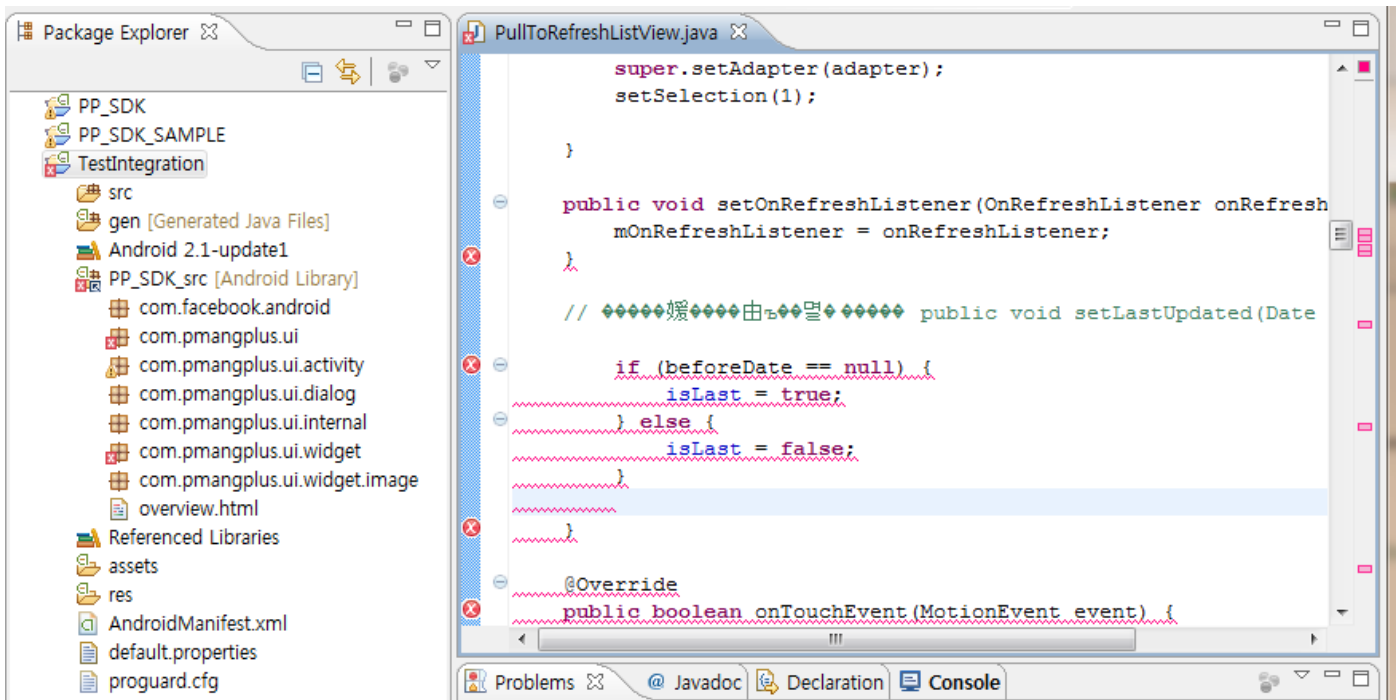 Package Explorer
PP_SDK
PP_SDK_SAMPLE
TestIntegration
src
gen [Generated Java Files]
Android 2.1-update1
PP_SDK_src [Android Library]
com.facebook.android
com.pmangplus.ui
com.pmangplus.ui.activity
com.pmangplus.ui.dialog
com.pmangplus.ui.internal
com.pmangplus.ui.widget
com.pmangplus.ui.widget.image
overview.html
Referenced Libraries
assets
res
AndroidManifest.xml
default.properties
proguard.cfg
PullToRefreshListView.java
super.setAdapter(adapter);
setSelection(1);
}
public void setOnRefreshListener(OnRefreshListener onRefresh
mOnRefreshListener = onRefreshListener;
}
// �����媛����由ъ��멸� ����� public void setLastUpdated(Date
if (beforeDate == null) {
isLast = true;
} else {
isLast = false;
}
}
@Override
public boolean onTouchEvent(MotionEvent event) {
Problems @ Javadoc Declaration Console